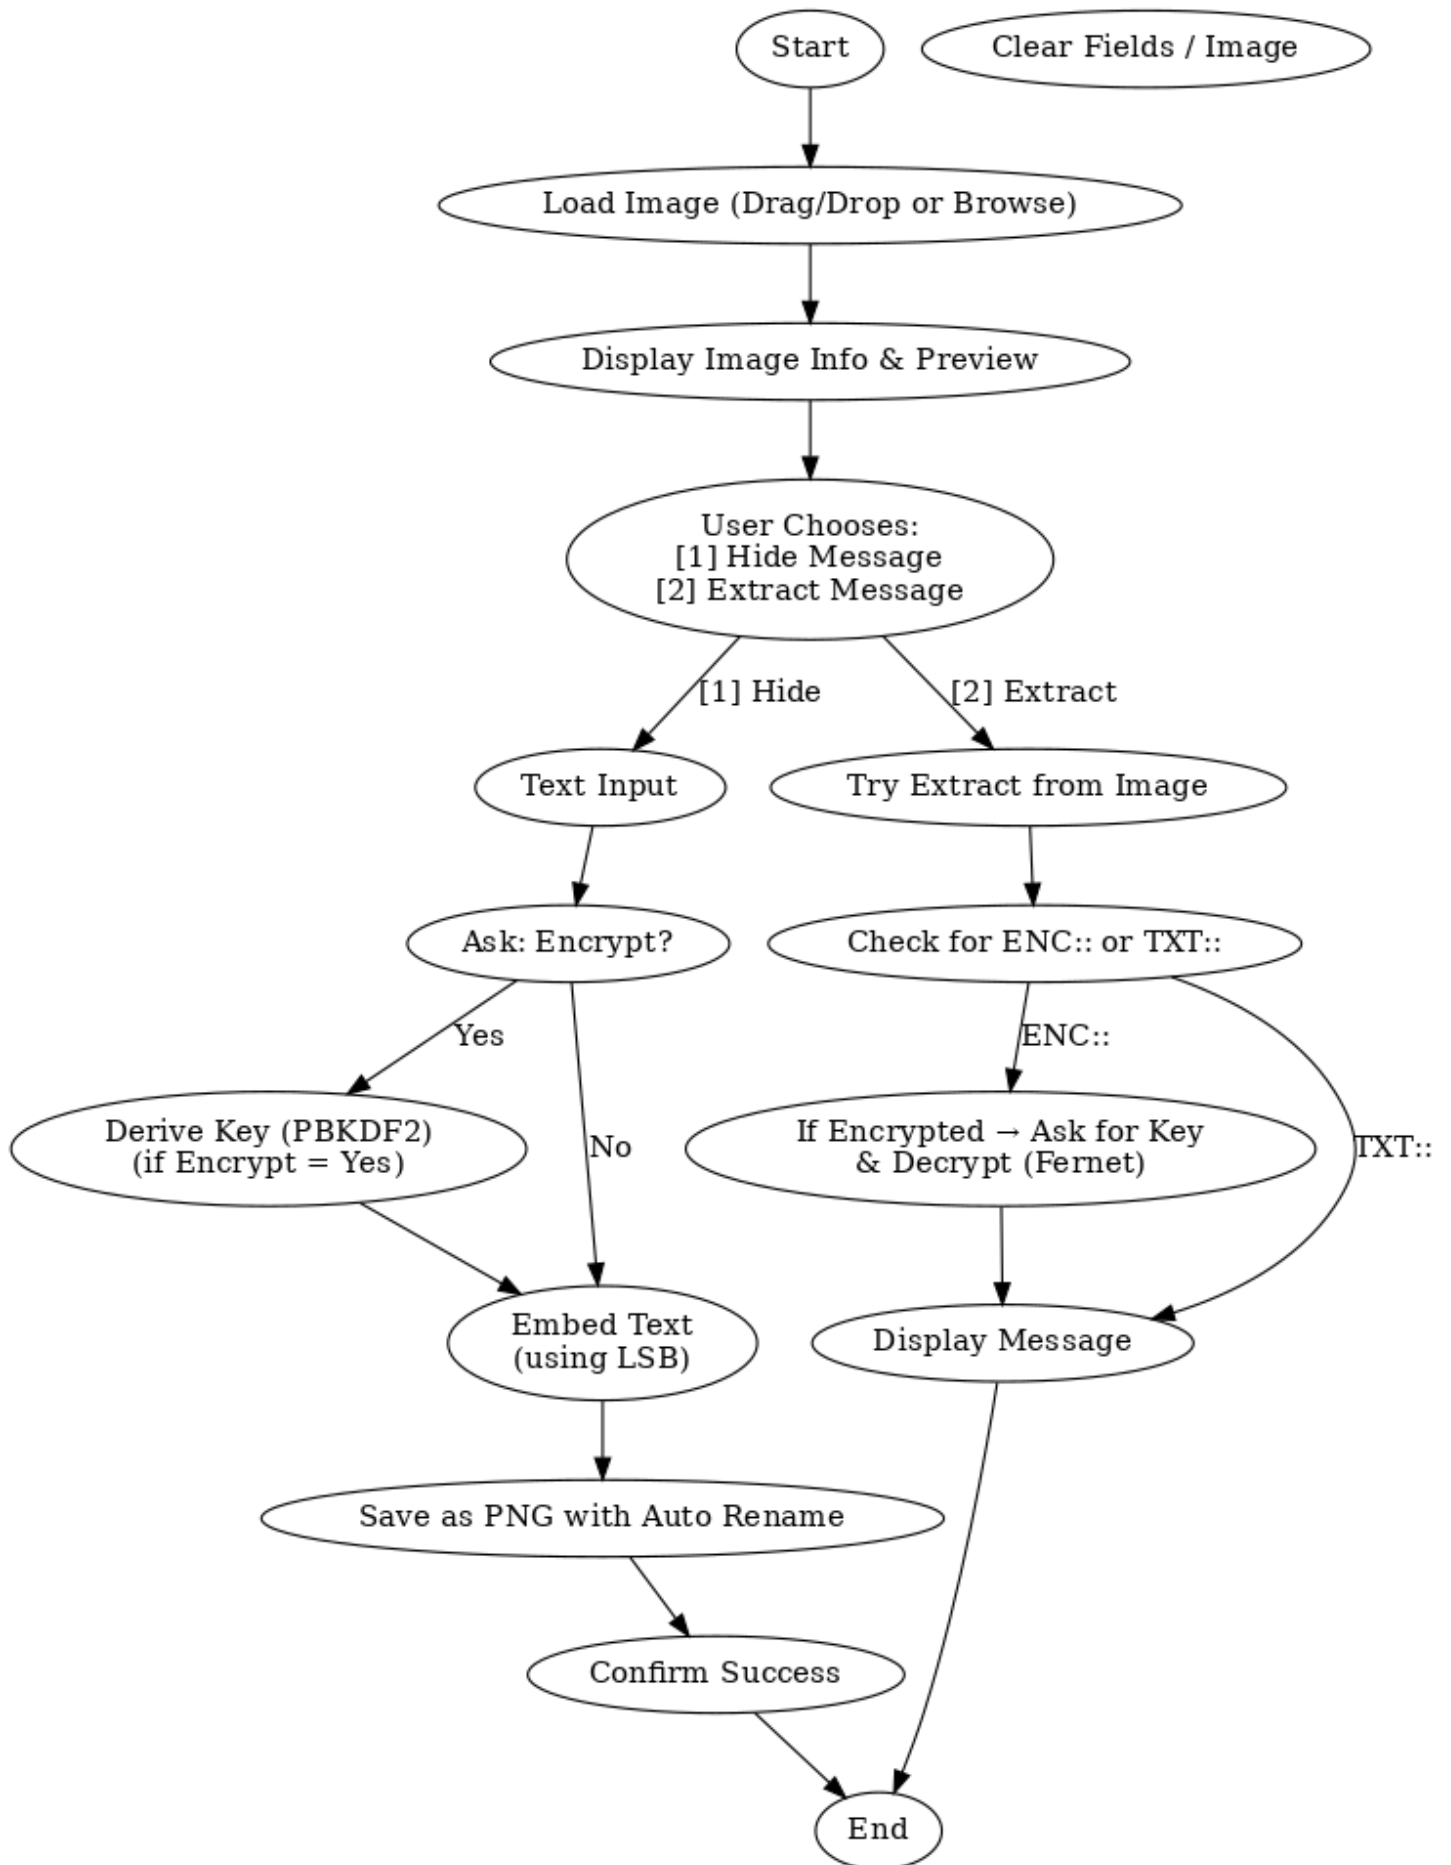 Start
Clear Fields / Image
Load Image (Drag/Drop or Browse)
Display Image Info & Preview
User Chooses:
[1] Hide Message
[2] Extract Message
[1] Hide
[2] Extract
Text Input
Try Extract from Image
Ask: Encrypt?
Check for ENC:: or TXT::
Yes
ENC::
Derive Key (PBKDF2)
(if Encrypt = Yes)
No
If Encrypted → Ask for Key
& Decrypt (Fernet)
TXT::
Embed Text
(using LSB)
Display Message
Save as PNG with Auto Rename
Confirm Success
End